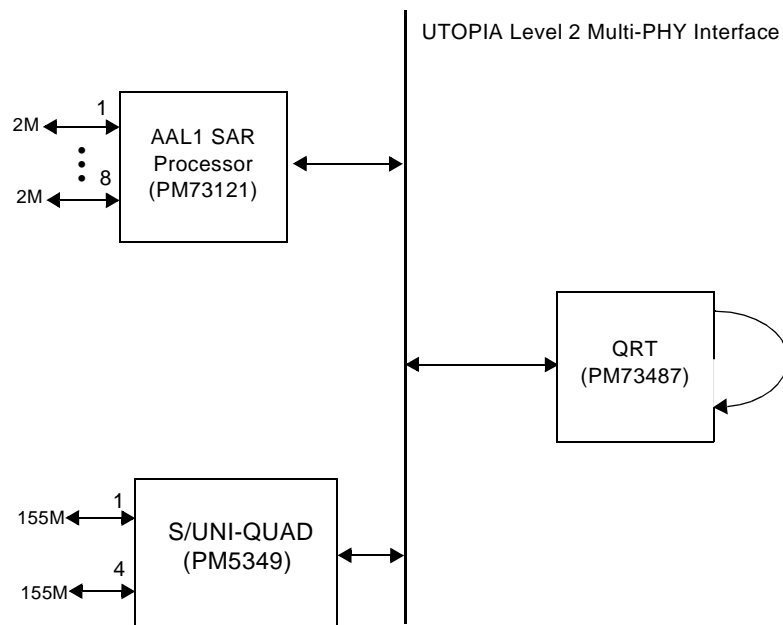 UTOPIA Level 2 Multi-PHY Interface
1
2M
AAL1 SAR
Processor
(PM73121)
8
2M
QRT
(PM73487)
1
155M
S/UNI-QUAD
(PM5349)
4
155M